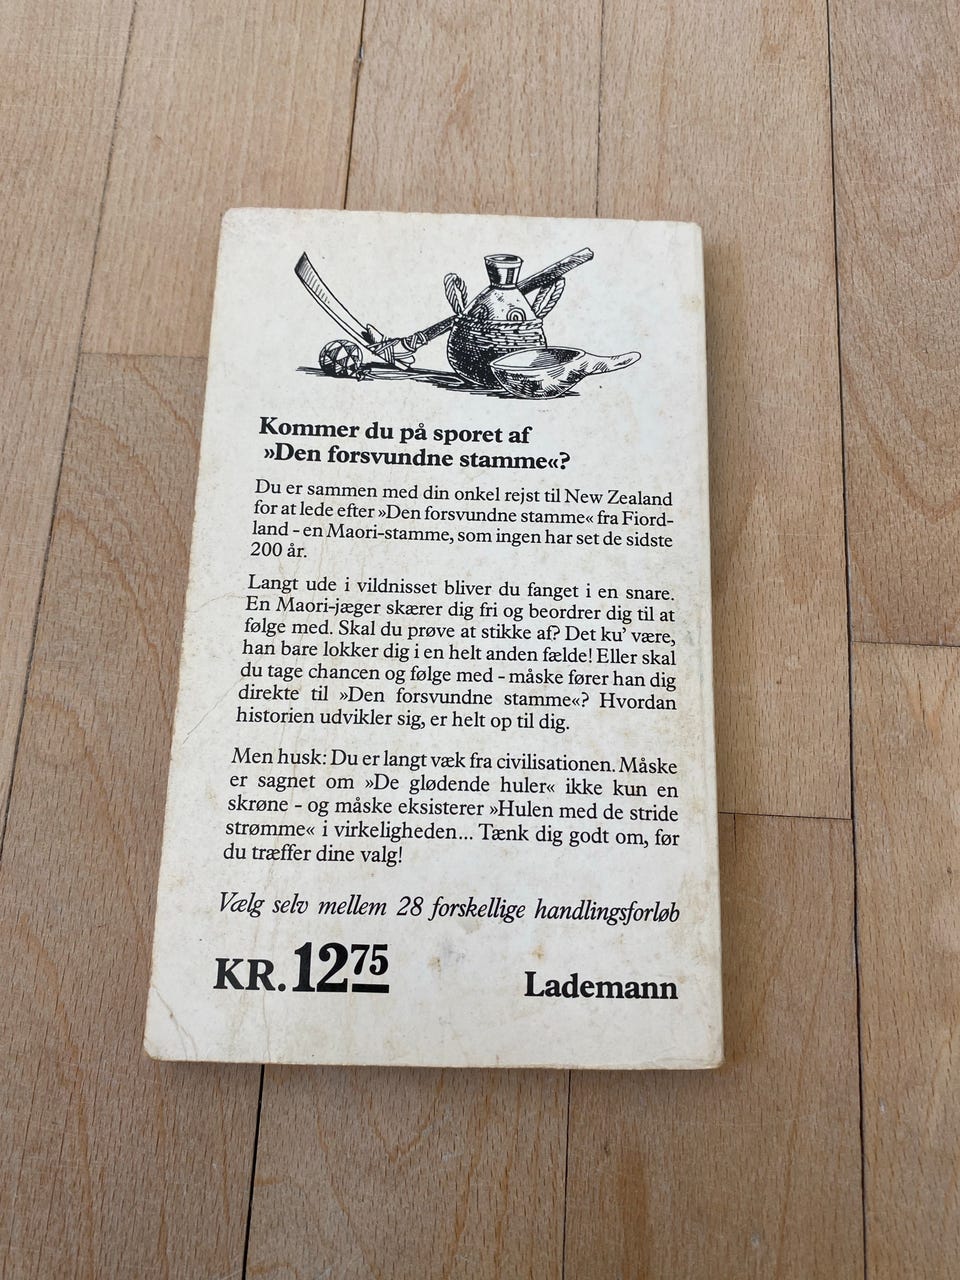 Kommer du på sporet af
»Den forsvundne stamme«?
Du er sammen med din onkel rejst til New Zealand
for at lede efter »Den forsvundne stamme« fra Fiord-
land – en Maori-stamme, som ingen har set de sidste
200 år.
Langt ude i vildnisset bliver du fanget i en snare.
En Maori-jæger skærer dig fri og beordrer dig til at
følge med. Skal du prøve at stikke af? Det ku’ være,
han bare lokker dig i en helt anden fælde! Eller skal
du tage chancen og følge med – måske fører han dig
direkte til »Den forsvundne stamme«? Hvordan
historien udvikler sig, er helt op til dig.
Men husk: Du er langt væk fra civilisationen. Måske
er sagnet om »De glødende huler« ikke kun en
skrøne – og måske eksisterer »Hulen med de stride
strømme« i virkeligheden... Tænk dig godt om, før
du træffer dine valg!
Vælg selv mellem 28 forskellige handlingsforløb
KR. 12 75
Lademann